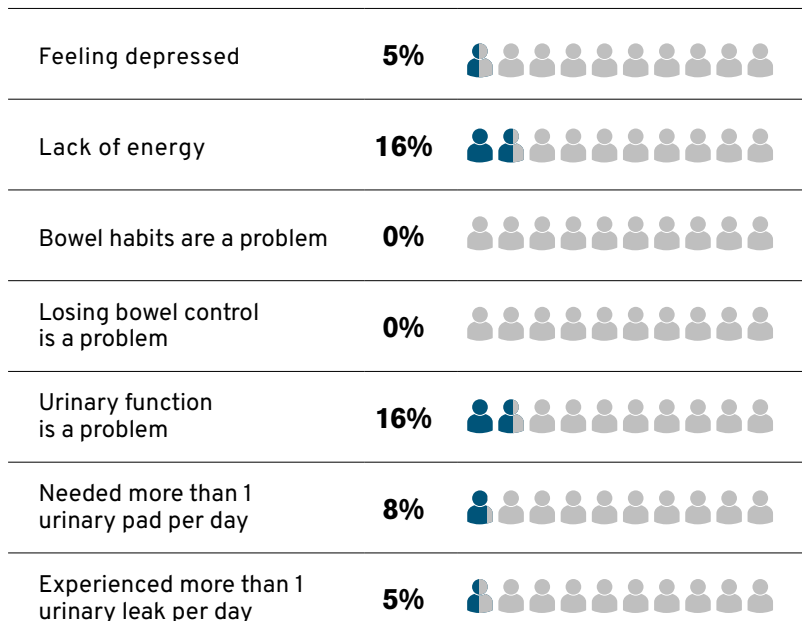 Feeling depressed 5%
Lack of energy 16%
Bowel habits are a problem 0%
Losing bowel control
is a problem 0%
Urinary function
is a problem 16%
Needed more than 1
urinary pad per day 8%
Experienced more than 1
urinary leak per day 5%